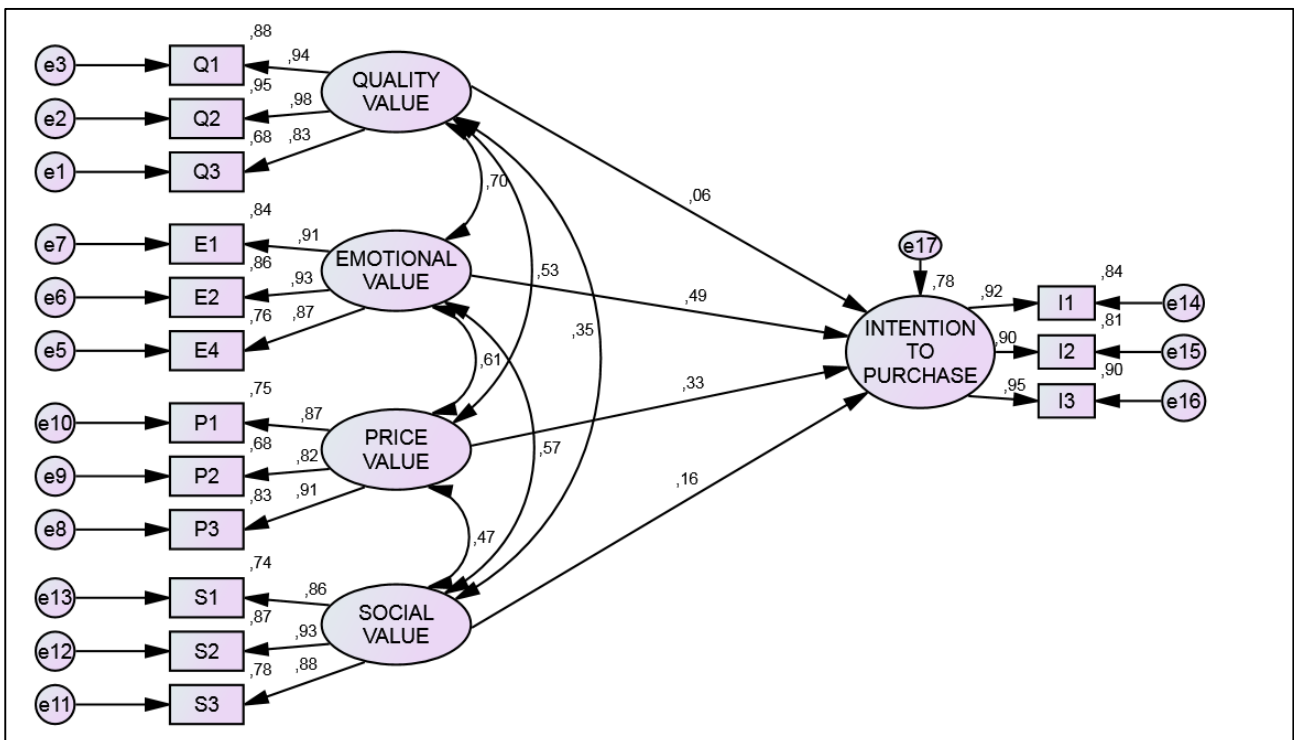 ,88
e3
Q1
,94
,95
e2
Q2
,98
,68
e1
Q3
,83
QUALITY
VALUE
,84
e7
E1
,91
,86
e6
E2
,93
,76
e5
E4
,87
EMOTIONAL
VALUE
,75
e10
P1
,87
,68
e9
P2
,82
,83
e8
P3
,91
PRICE
VALUE
,74
e13
S1
,86
,87
e12
S2
,93
,78
e11
S3
,88
SOCIAL
VALUE
,70
,53
,35
,61
,57
,47
,06
,49
,33
,16
e17
,78
INTENTION
TO
PURCHASE
,92
I1
,84
e14
,90
I2
,81
e15
,95
I3
,90
e16